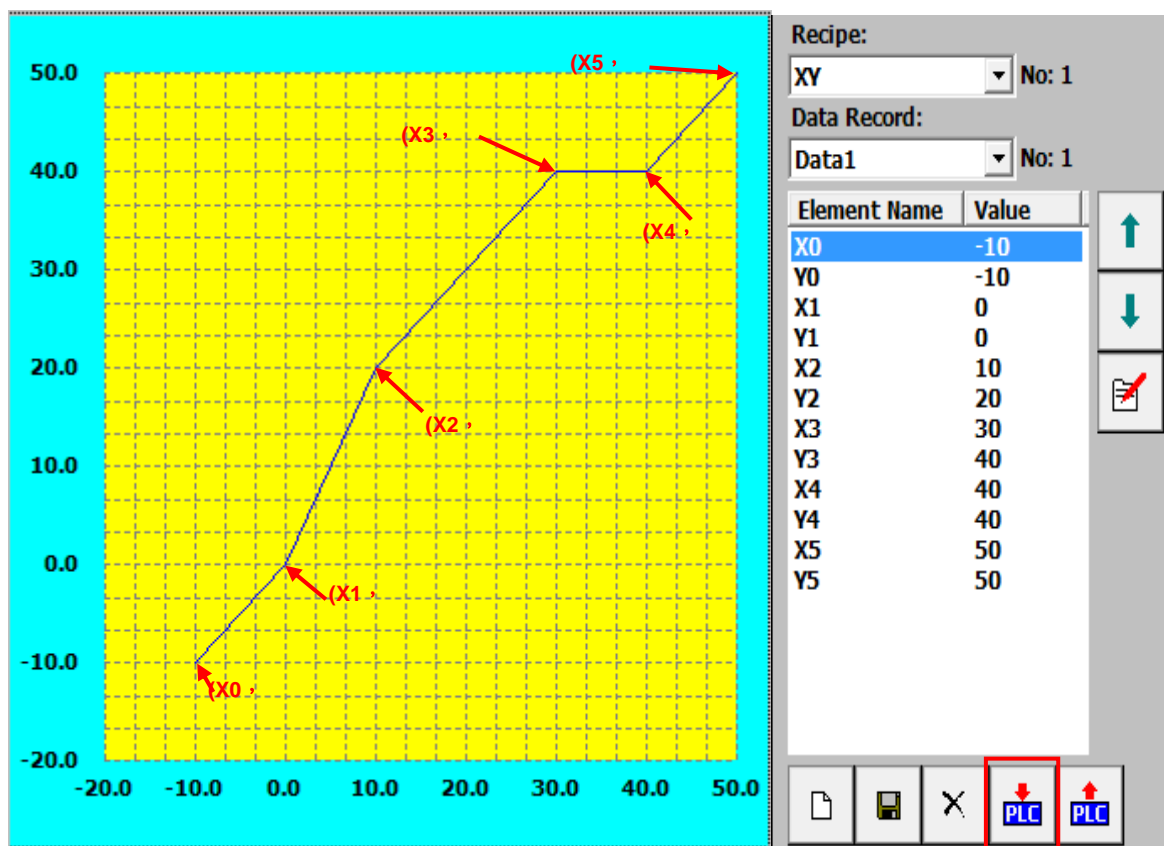 50.0
40.0
30.0
20.0
10.0
0.0
-10.0
-20.0
-20.0 -10.0 0.0 10.0 20.0 30.0 40.0 50.0
(X5，
(X3，
(X4，
(X2，
(X1，
(X0，
Recipe:
XY No: 1
Data Record:
Data1 No: 1
Element Name Value
X0 -10
Y0 -10
X1 0
Y1 0
X2 10
Y2 20
X3 30
Y3 40
X4 40
Y4 40
X5 50
Y5 50
PLC PLC